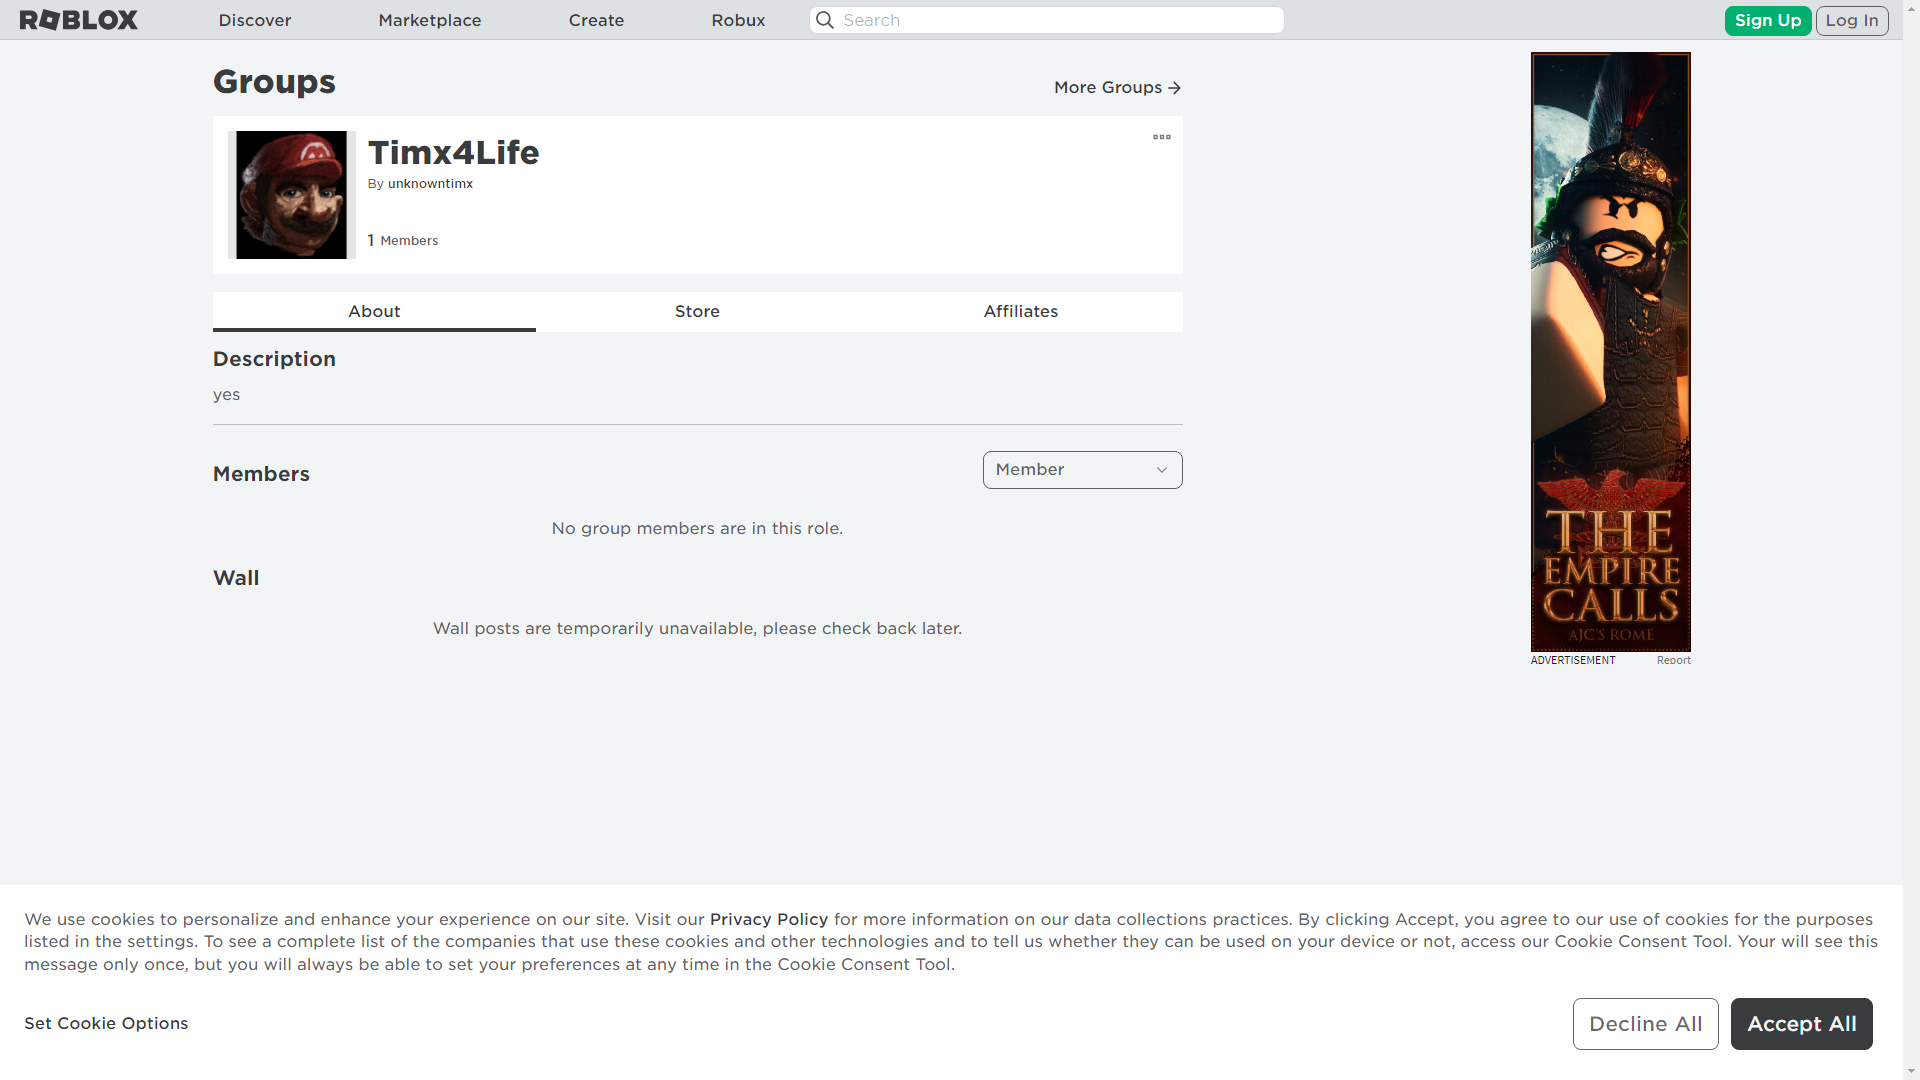 ROBLOX Discover Marketplace Create Robux Search Sign Up Log In
Groups
More Groups
Timx4Life
By unknowntimx
1 Members
About Store Affiliates
Description
yes
Members
Member
No group members are in this role.
Wall
Wall posts are temporarily unavailable, please check back later.
THE
EMPIRE
CALLS
AJC'S ROME
ADVERTISEMENT Report
We use cookies to personalize and enhance your experience on our site. Visit our Privacy Policy for more information on our data collections practices. By clicking Accept, you agree to our use of cookies for the purposes
listed in the settings. To see a complete list of the companies that use these cookies and other technologies and to tell us whether they can be used on your device or not, access our Cookie Consent Tool. Your will see this
message only once, but you will always be able to set your preferences at any time in the Cookie Consent Tool.
Set Cookie Options
Decline All
Accept All